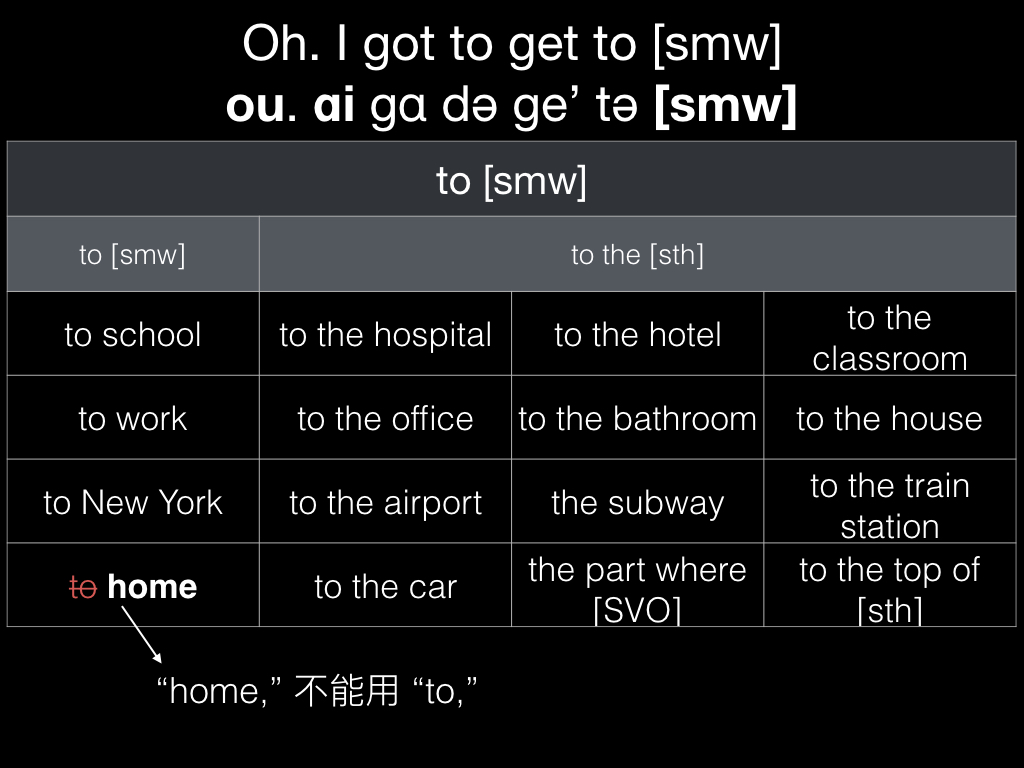 Oh. I got to get to [smw]
ou. ɑi gɑ də ge’ tə [smw]
to [smw]
to [smw]
to the [sth]
to school
to the hospital
to the hotel
to the
classroom
to work
to the office
to the bathroom
to the house
to New York
to the airport
the subway
to the train
station
to home
to the car
the part where
[SVO]
to the top of
[sth]
“home,” 不能用 “to,”